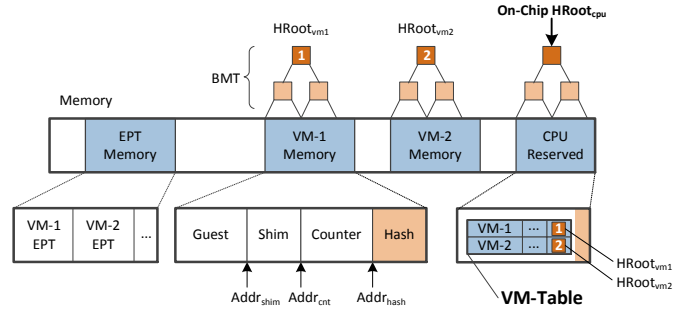 On-Chip HRootcpu
HRootvm1
HRootvm2
1
2
BMT
Memory
EPT
Memory
VM-1
Memory
VM-2
Memory
CPU
Reserved
VM-1
EPT
VM-2
EPT
...
Guest
Shim
Counter
Hash
VM-1
...
1
VM-2
...
2
HRootvm1
HRootvm2
Addrshim
Addrcnt
Addrhash
VM-Table